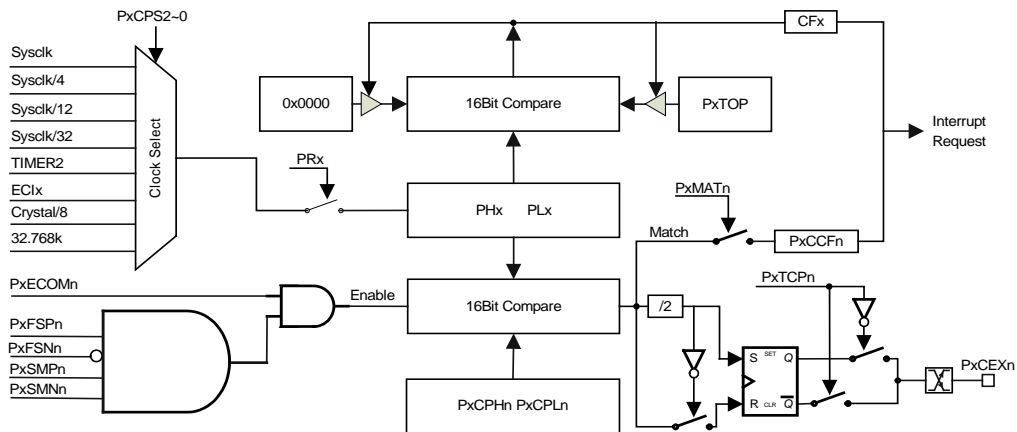 PxCPS2~0
Sysclk
Sysclk/4
Sysclk/12
Sysclk/32
TIMER2
ECIx
Crystal/8
32.768k
Clock Select
0x0000
16Bit Compare
PxTOP
CFx
Interrupt
Request
PRx
PHx PLx
PxMATn
Match
PxCCFn
PxECOMn
Enable
16Bit Compare
/2
PxTCPn
PxFSPn
PxFSNn
PxSMPn
PxSMNn
S SET Q
R CLR Q
PxCEXn
PxCPHn PxCPLn